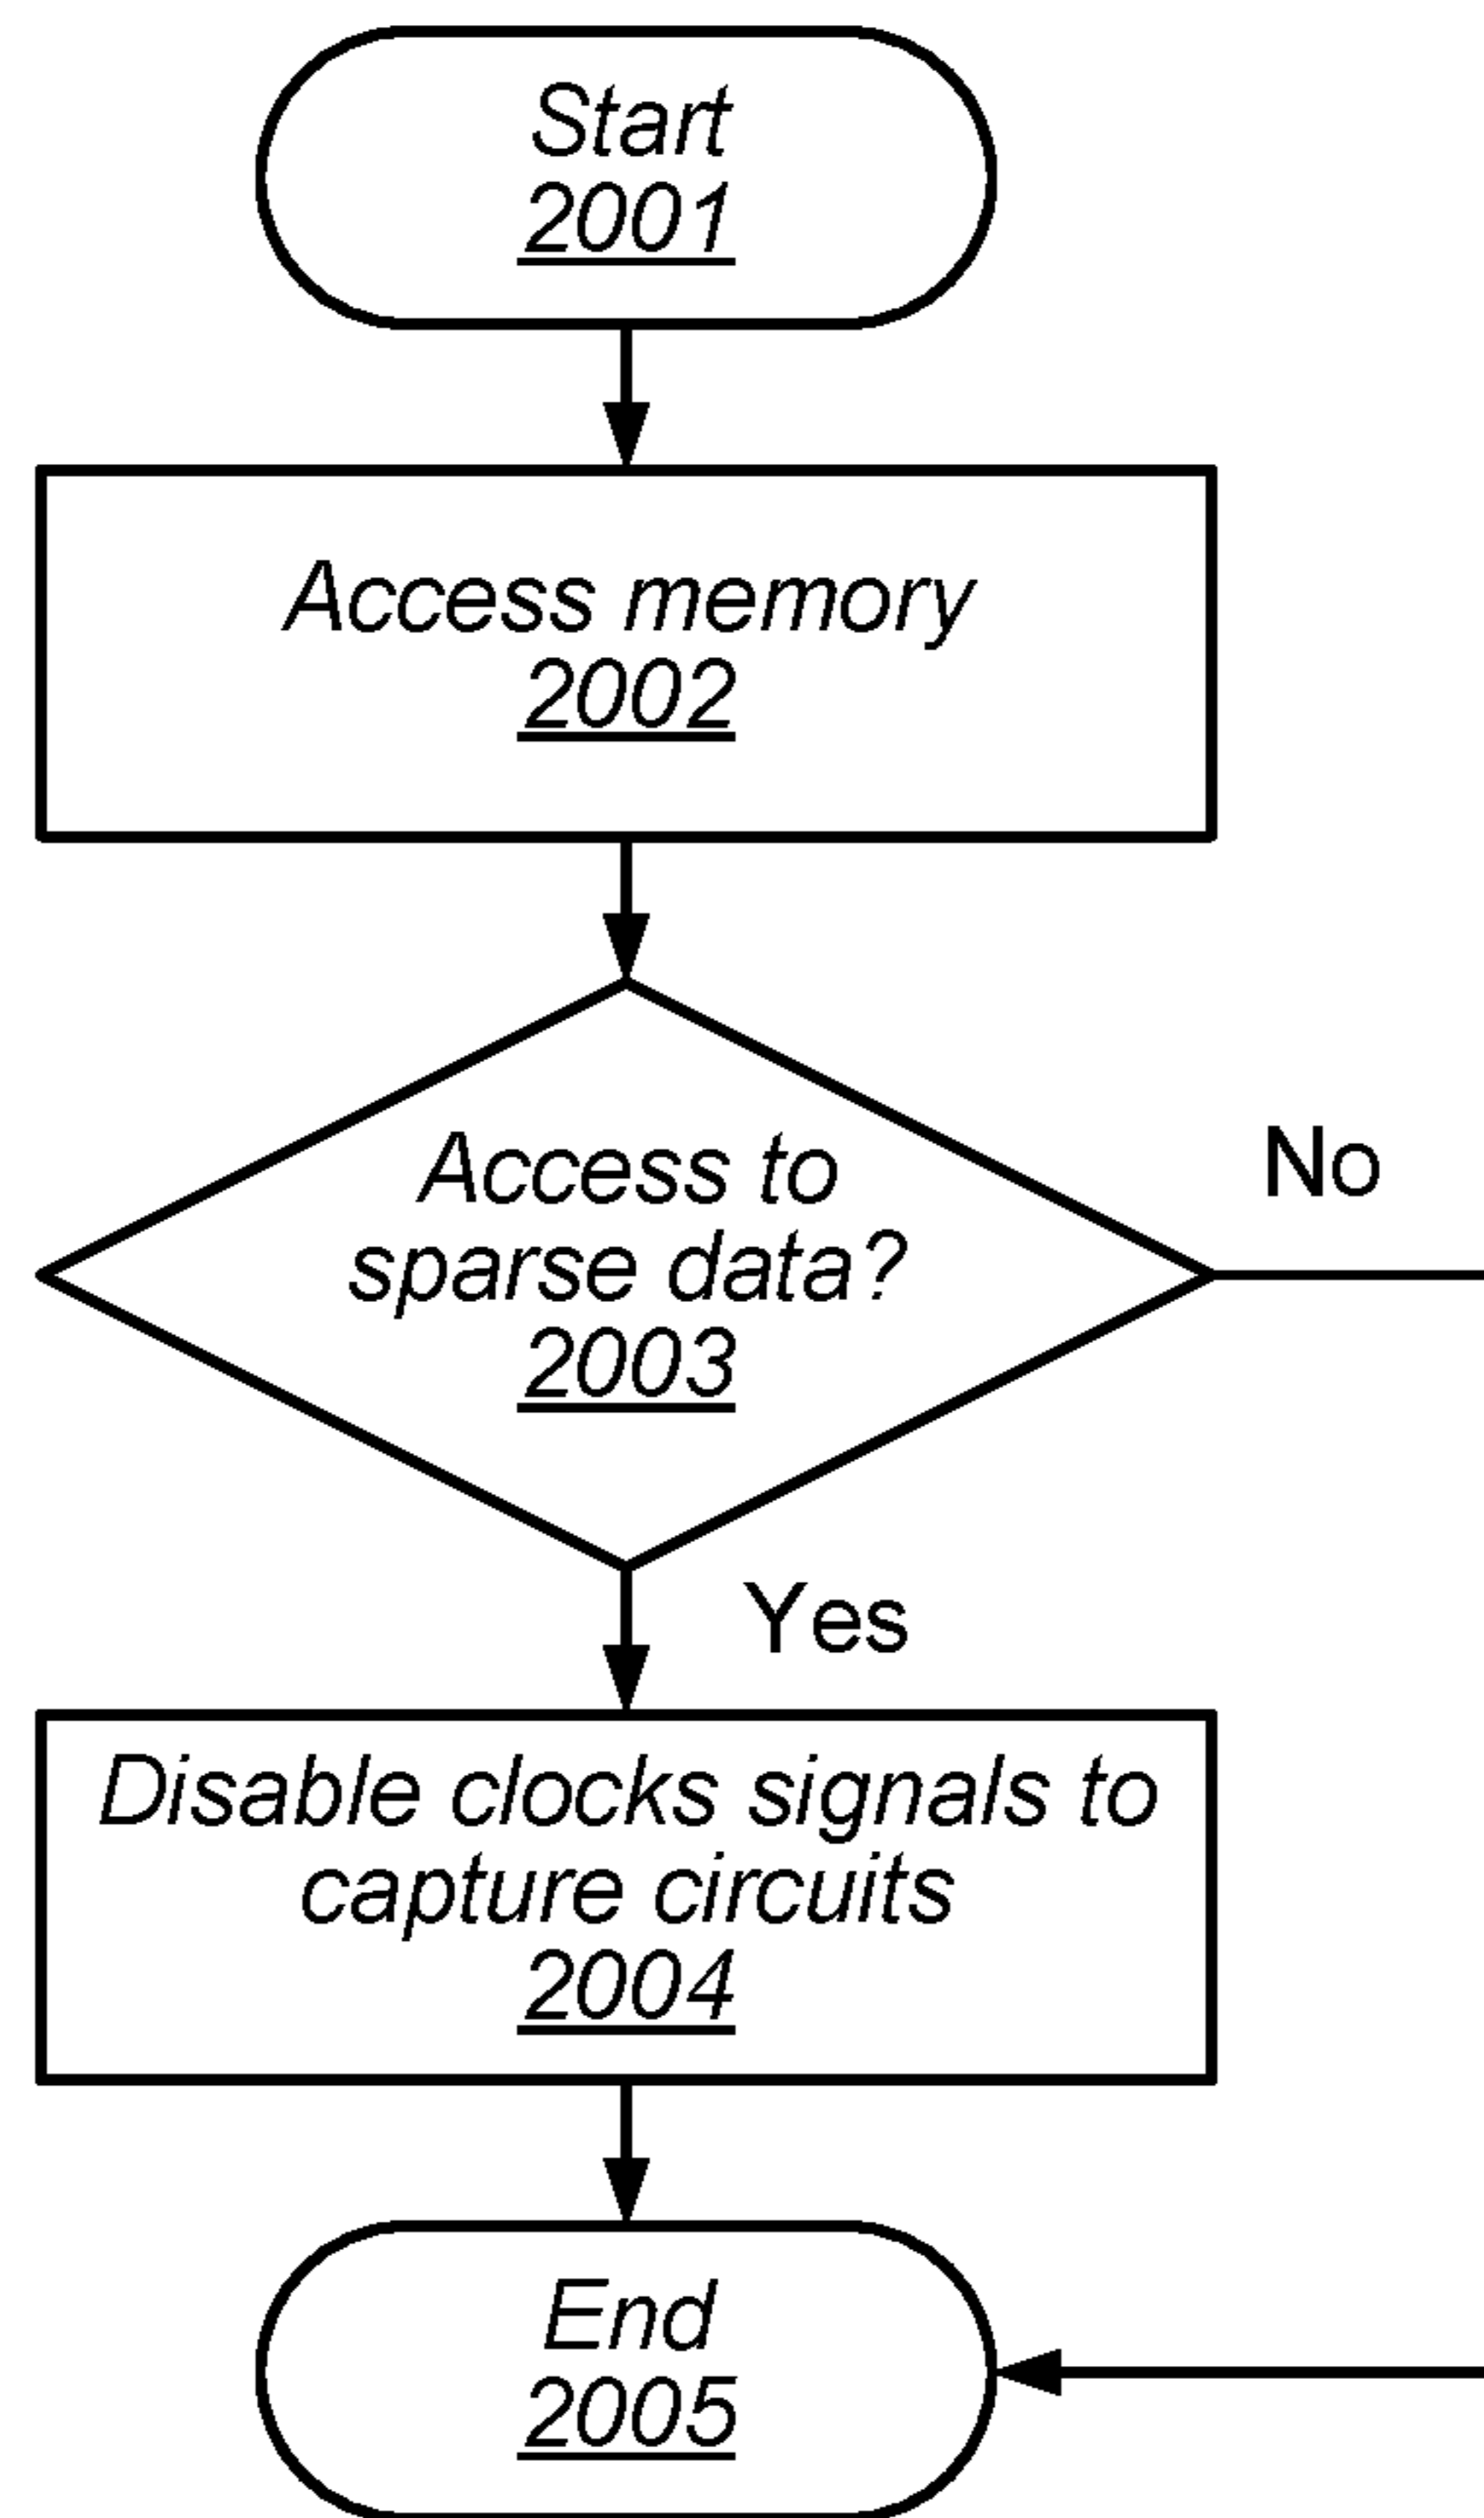 Start
2001
Access memory
2002
Access to
sparse data?
2003
No
Yes
Disable clocks signals to
capture circuits
2004
End
2005